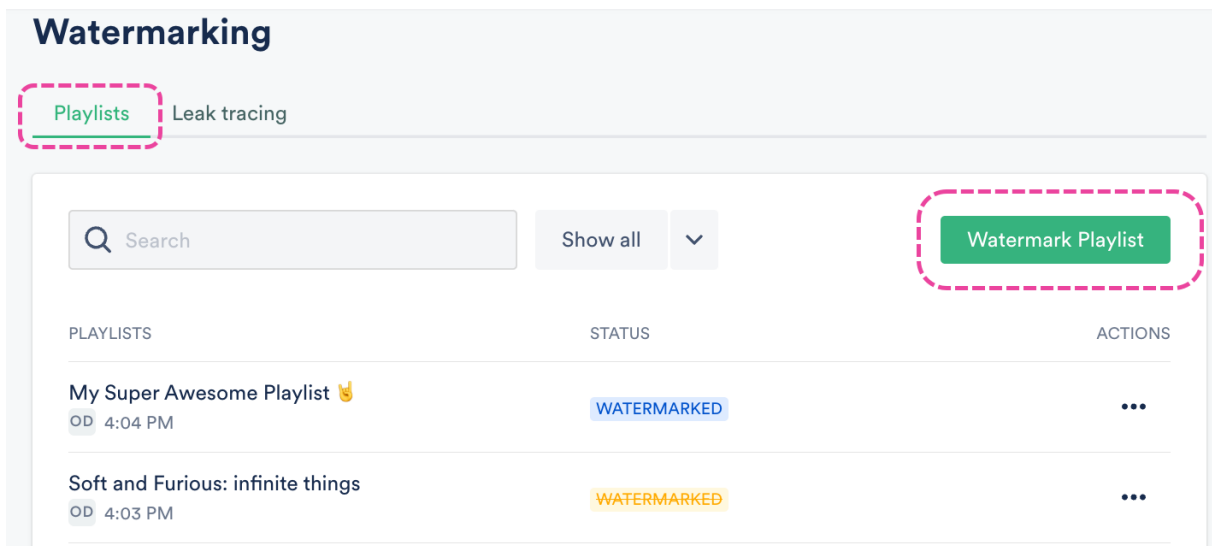 Watermarking
Playlists Leak tracing
Search Show all Watermark Playlist
PLAYLISTS STATUS ACTIONS
My Super Awesome Playlist 🤘
WATERMARKED
OD 4:04 PM
Soft and Furious: infinite things
WATERMARKED
OD 4:03 PM